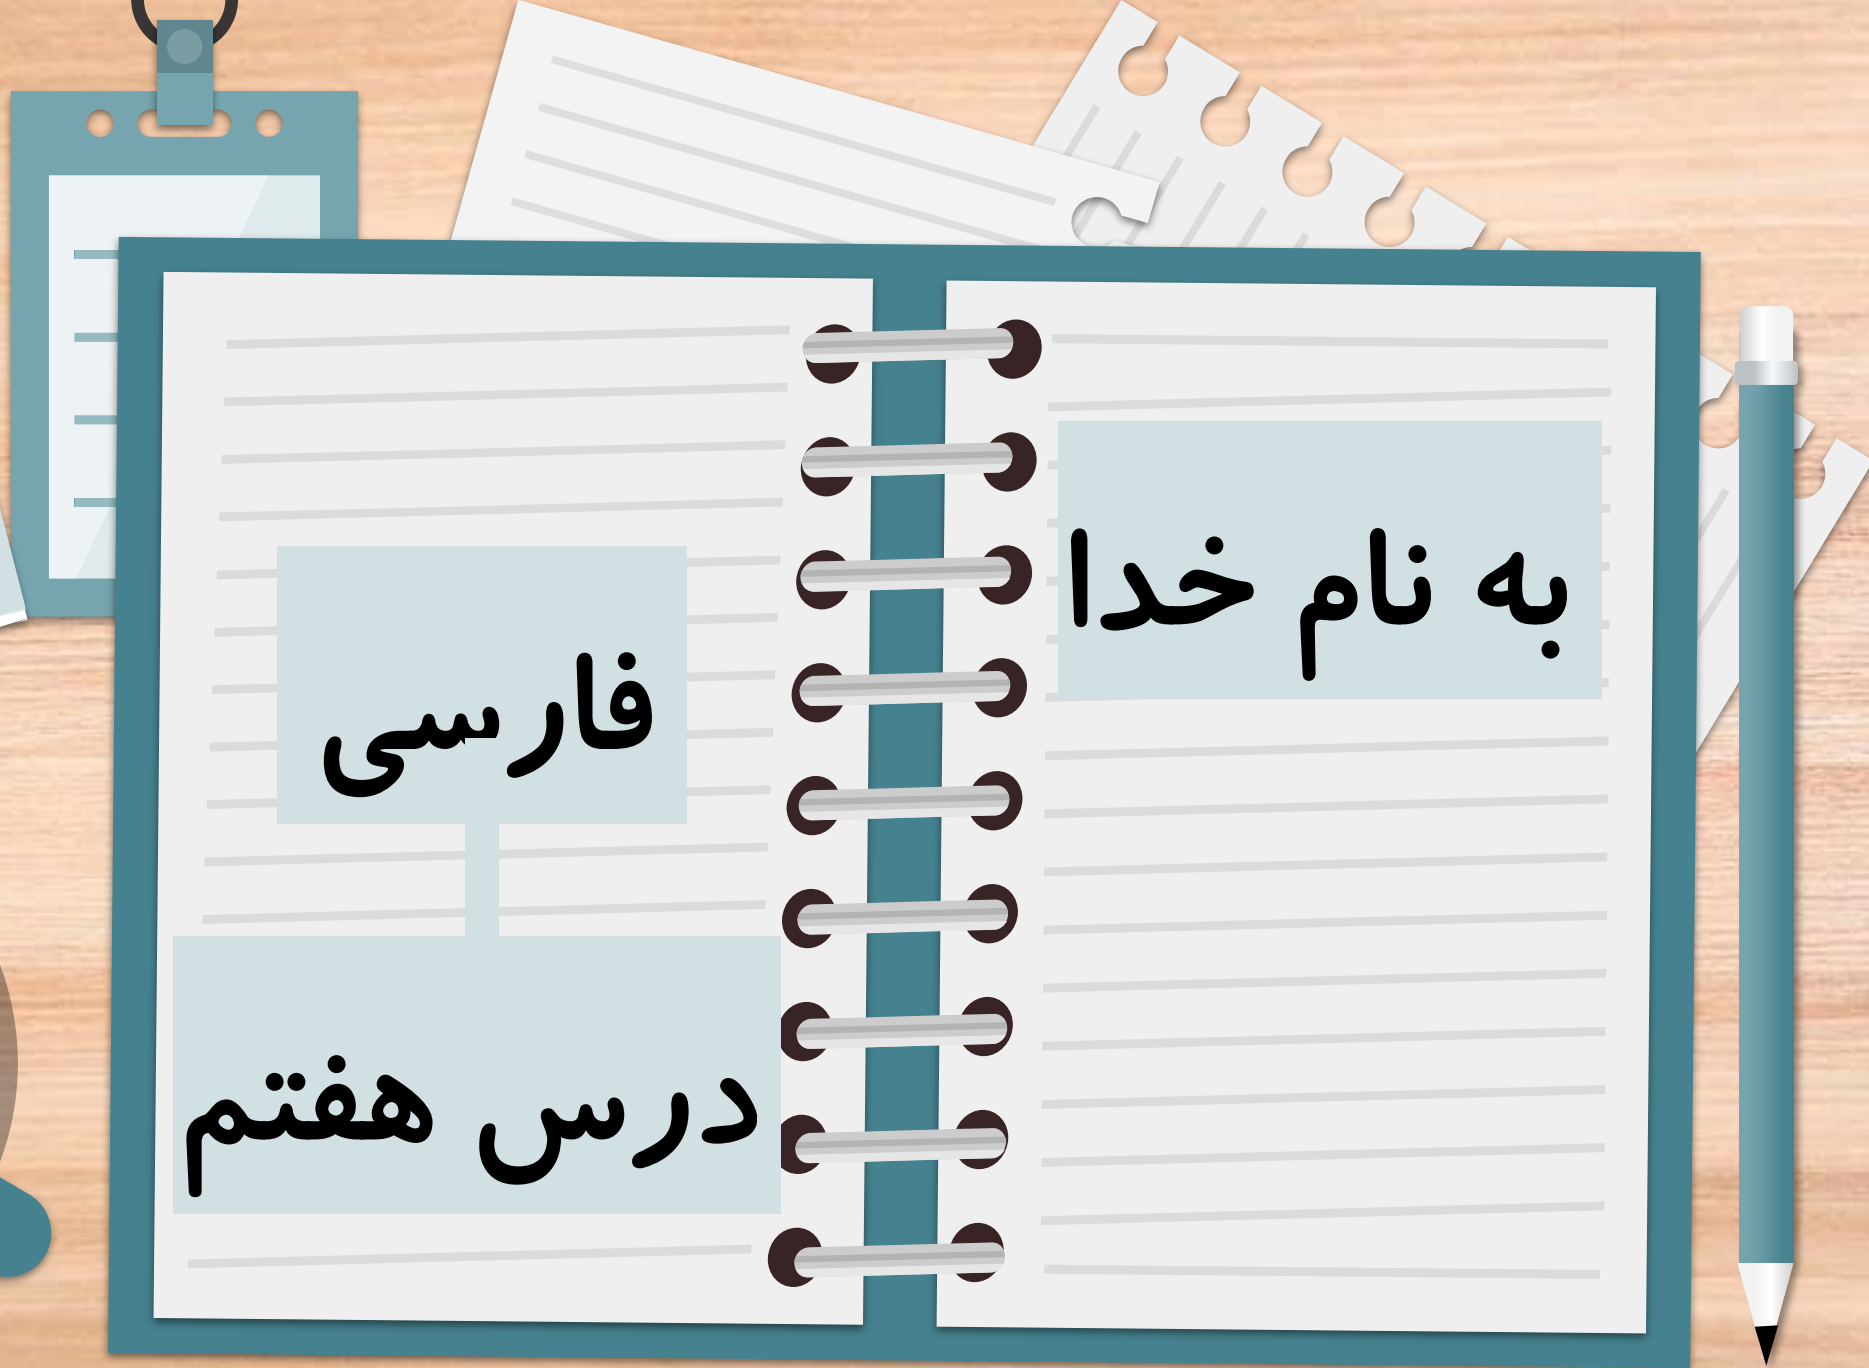 به نام خدا
فارسی
درس هفتم